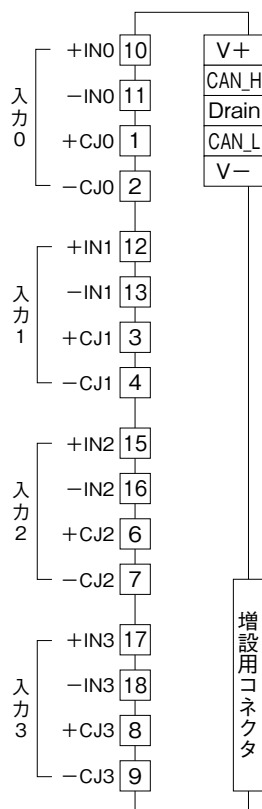 入力0
+IN0 10
−IN0 11
+CJ0 1
−CJ0 2
入力1
+IN1 12
−IN1 13
+CJ1 3
−CJ1 4
入力2
+IN2 15
−IN2 16
+CJ2 6
−CJ2 7
入力3
+IN3 17
−IN3 18
+CJ3 8
−CJ3 9
V+
CAN_H
Drain
CAN_L
V−
増設用コネクタ